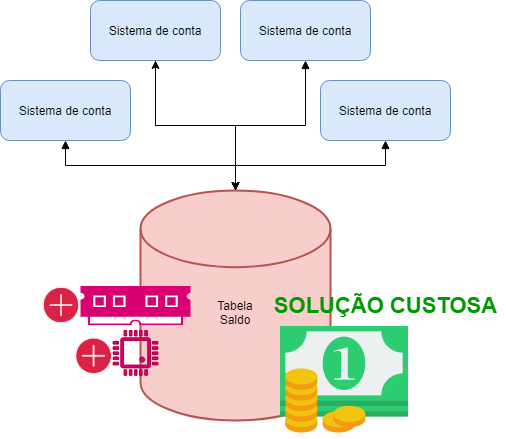 Sistema de conta
Sistema de conta
Sistema de conta
Sistema de conta
Tabela
Saldo
SOLUÇÃO CUSTOSA
1